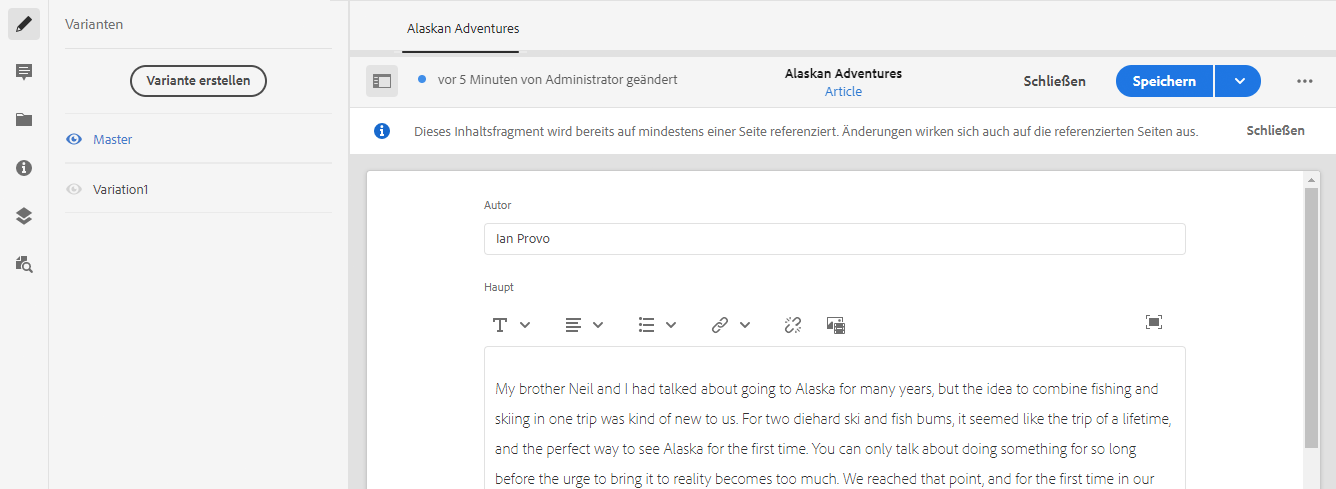 Varianten
Variante erstellen
Master
Variation1
Alaskan Adventures
vor 5 Minuten von Administrator geändert
Alaskan Adventures
Article
Schließen
Speichern
Dieses Inhaltsfragment wird bereits auf mindestens einer Seite referenziert. Änderungen wirken sich auch auf die referenzierten Seiten aus.
Schließen
Autor
Ian Provo
Haupt
My brother Neil and I had talked about going to Alaska for many years, but the idea to combine fishing and
skiing in one trip was kind of new to us. For two diehard ski and fish bums, it seemed like the trip of a lifetime,
and the perfect way to see Alaska for the first time. You can only talk about doing something for so long
before the urge to bring it to reality becomes too much. We reached that point, and for the first time in our